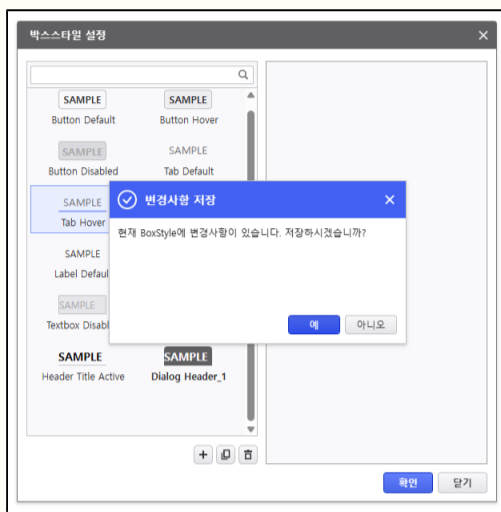 박스스타일 설정
SAMPLE
SAMPLE
Button Default
Button Hover
SAMPLE
SAMPLE
Button Disabled
Tab Default
SAMPLE
Tab Hover
변경사항 저장
현재 BoxStyle에 변경사항이 있습니다. 저장하시겠습니까?
SAMPLE
Label Defaul
SAMPLE
Textbox Disabl
예
아니오
SAMPLE
SAMPLE
Header Title Active
Dialog Header_1
확인
닫기